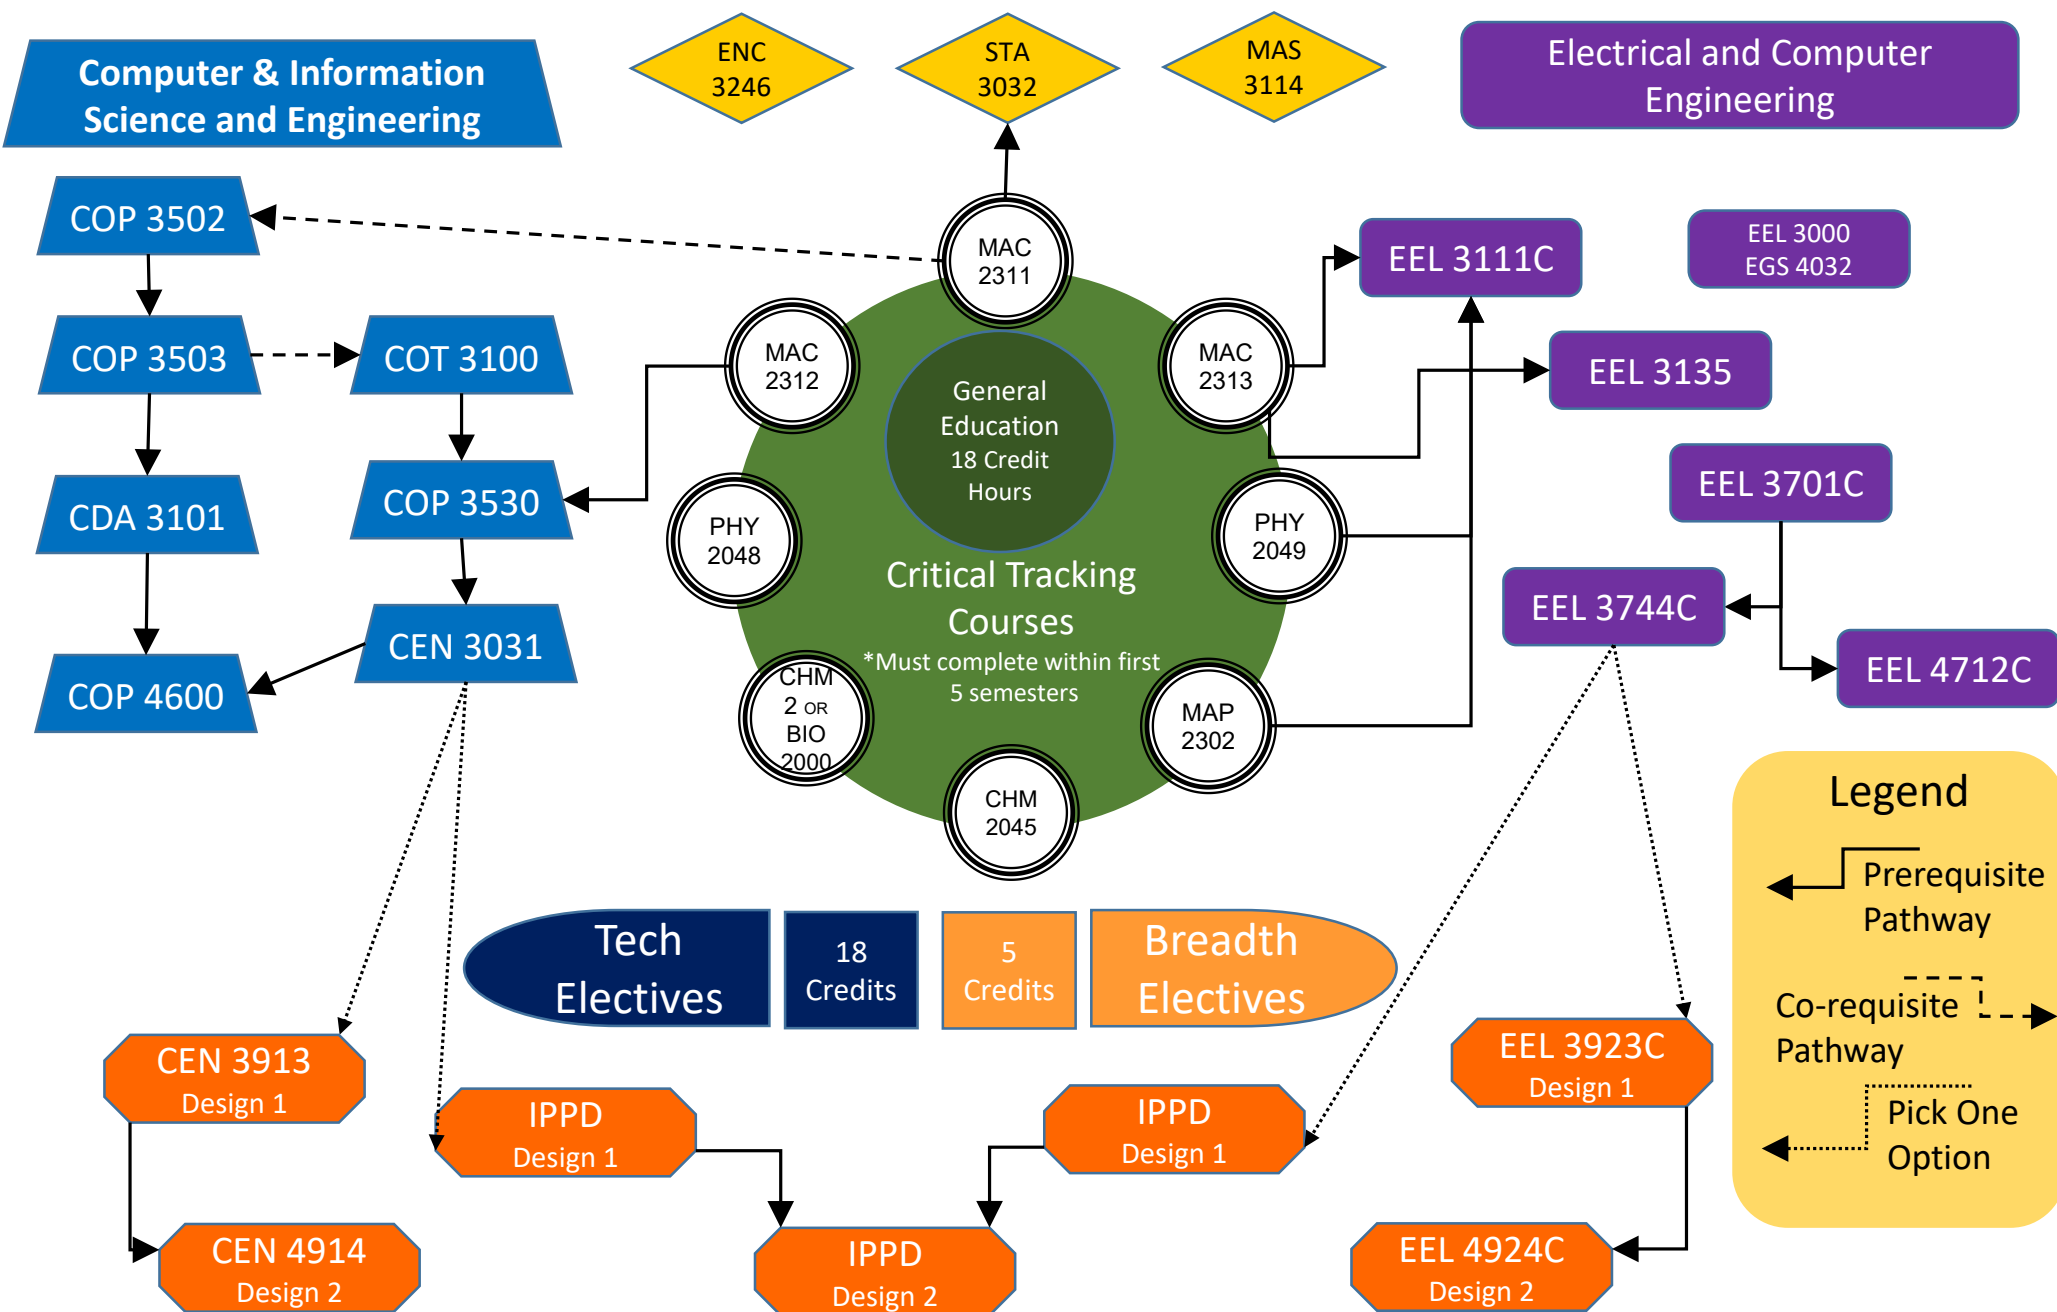 Computer & Information
Science and Engineering
ENC
3246
STA
3032
MAS
3114
Electrical and Computer
Engineering
COP 3502
MAC
2311
EEL 3111C
EEL 3000
EGS 4032
COP 3503
COT 3100
MAC
2312
MAC
2313
EEL 3135
General
Education
18 Credit
Hours
CDA 3101
COP 3530
PHY
2048
PHY
2049
EEL 3701C
Critical Tracking
Courses
*Must complete within first
5 semesters
EEL 3744C
COP 4600
CEN 3031
CHM
2 OR
BIO
2000
MAP
2302
EEL 4712C
CHM
2045
Legend
Prerequisite
Pathway
Co-requisite
Pathway
Pick One
Option
Tech
Electives
18
Credits
5
Credits
Breadth
Electives
CEN 3913
Design 1
IPPD
Design 1
IPPD
Design 1
EEL 3923C
Design 1
CEN 4914
Design 2
IPPD
Design 2
EEL 4924C
Design 2